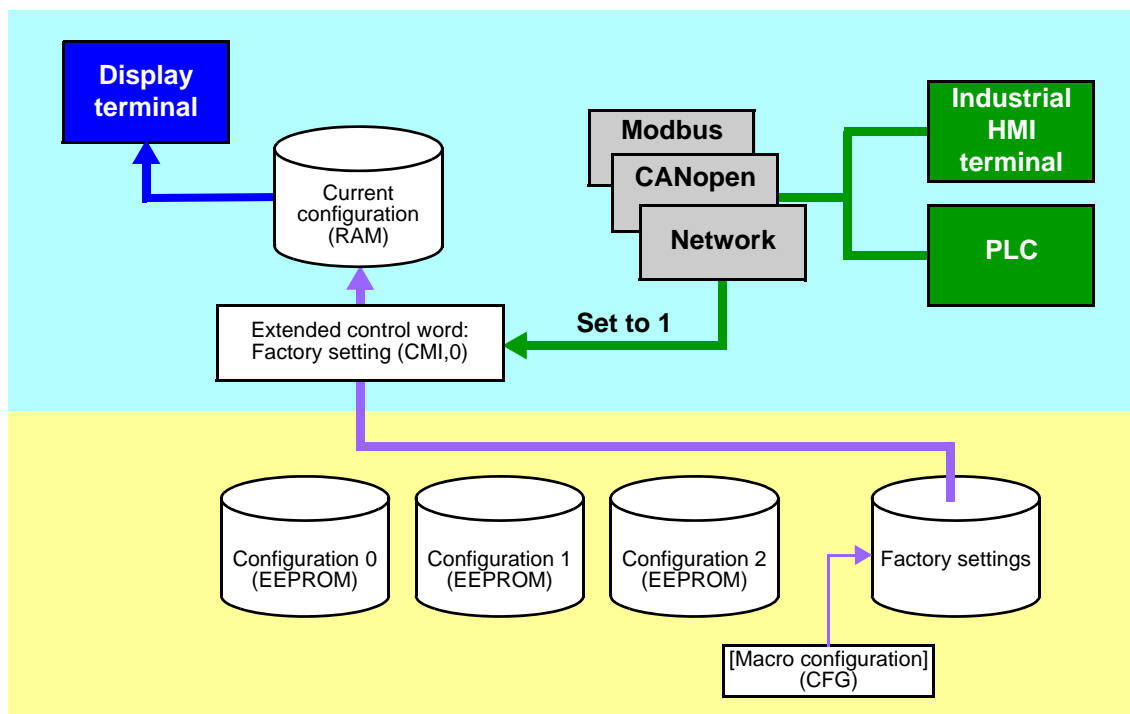 Display
terminal
Current
configuration
(RAM)
Modbus
CANopen
Network
Industrial
HMI
terminal
PLC
Extended control word:
Factory setting (CMI,0)
Set to 1
Configuration 0
(EEPROM)
Configuration 1
(EEPROM)
Configuration 2
(EEPROM)
Factory settings
[Macro configuration]
(CFG)